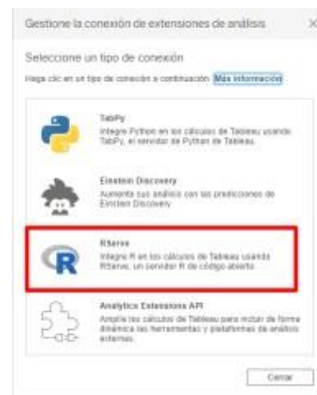 Gestione la conexión de extensiones de análisis
Seleccione un tipo de conexión
Haga clic en un tipo de conexión a continuación. Más información
TabPy
Integre Python en los cálculos de Tableau usando
TabPy, el servidor de Python de Tableau.
Einstein Discovery
Aumente sus análisis con las predicciones de
Einstein Discovery
RServe
Integre R en los cálculos de Tableau usando
RServe, un servidor R de código abierto.
Analytics Extensions API
Amplíe los cálculos de Tableau para incluir de forma
dinámica las herramientas y plataformas de análisis
externas.
Cerrar